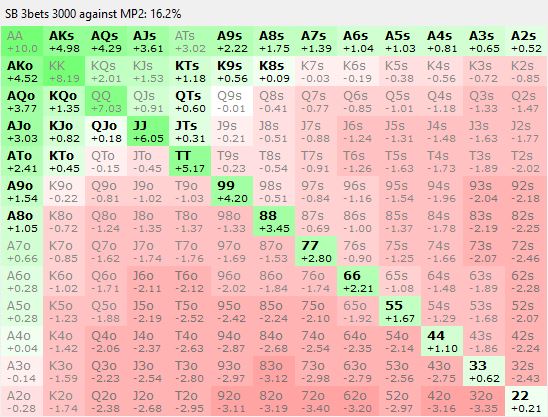 SB 3bets 3000 against MP2: 16.2%
AA AKs AQs AJs ATs A9s A8s A7s A6s A5s A4s A3s A2s
+10.0 +4.98 +4.29 +3.61 +3.02 +2.22 +1.75 +1.39 +1.04 +1.03 +0.81 +0.65 +0.52
AKo KK KQs KJs KTs K9s K8s K7s K6s K5s K4s K3s K2s
+4.52 +8.19 +2.01 +1.53 +1.18 +0.56 +0.09 -0.03 -0.19 -0.38 -0.56 -0.72 -0.85
AQo KQo QQ QJs QTs Q9s Q8s Q7s Q6s Q5s Q4s Q3s Q2s
+3.77 +1.35 +7.03 +0.91 +0.60 -0.01 -0.41 -0.77 -0.85 -1.01 -1.18 -1.33 -1.47
AJo KJo QJo JJ JTs J9s J8s J7s J6s J5s J4s J3s J2s
+3.03 +0.82 +0.18 +6.05 +0.31 -0.21 -0.51 -0.88 -1.24 -1.31 -1.48 -1.63 -1.77
ATo KTo QTo JTo TT T9s T8s T7s T6s T5s T4s T3s T2s
+2.41 +0.45 -0.15 -0.45 +5.17 -0.23 -0.54 -0.91 -1.26 -1.61 -1.73 -1.89 -2.02
A9o K9o Q9o J9o T9o 99 98s 97s 96s 95s 94s 93s 92s
+1.54 -0.22 -0.81 -1.02 -1.03 +4.20 -0.51 -0.84 -1.16 -1.54 -1.96 -2.04 -2.18
A8o K8o Q8o J8o T8o 98o 88 87s 86s 85s 84s 83s 82s
+1.05 -0.72 -1.24 -1.35 -1.37 -1.33 +3.45 -0.69 -1.00 -1.37 -1.78 -2.19 -2.25
A7o K7o Q7o J7o T7o 97o 87o 77 76s 75s 74s 73s 72s
+0.66 -0.85 -1.62 -1.74 -1.76 -1.69 -1.53 +2.80 -0.90 -1.25 -1.66 -2.07 -2.46
A6o K6o Q6o J6o T6o 96o 86o 76o 66 65s 64s 63s 62s
+0.28 -1.02 -1.71 -2.11 -2.12 -2.02 -1.84 -1.74 +2.21 -1.08 -1.48 -1.89 -2.28
A5o K5o Q5o J5o T5o 95o 85o 75o 65o 55 54s 53s 52s
+0.28 -1.23 -1.88 -2.19 -2.52 -2.42 -2.24 -2.10 -1.92 +1.67 -1.29 -1.68 -2.07
A4o K4o Q4o J4o T4o 94o 84o 74o 64o 54o 44 43s 42s
+0.04 -1.42 -2.06 -2.37 -2.63 -2.87 -2.68 -2.54 -2.35 -2.14 +1.10 -1.86 -2.24
A3o K3o Q3o J3o T3o 93o 83o 73o 63o 53o 43o 33 32s
-0.14 -1.59 -2.23 -2.54 -2.80 -2.97 -3.12 -2.98 -2.79 -2.56 -2.75 +0.62 -2.43
A2o K2o Q2o J2o T2o 92o 82o 72o 62o 52o 42o 32o 22
-0.28 -1.74 -2.38 -2.68 -2.95 -3.11 -3.19 -3.40 -3.20 -2.97 -3.16 -3.35 +0.21